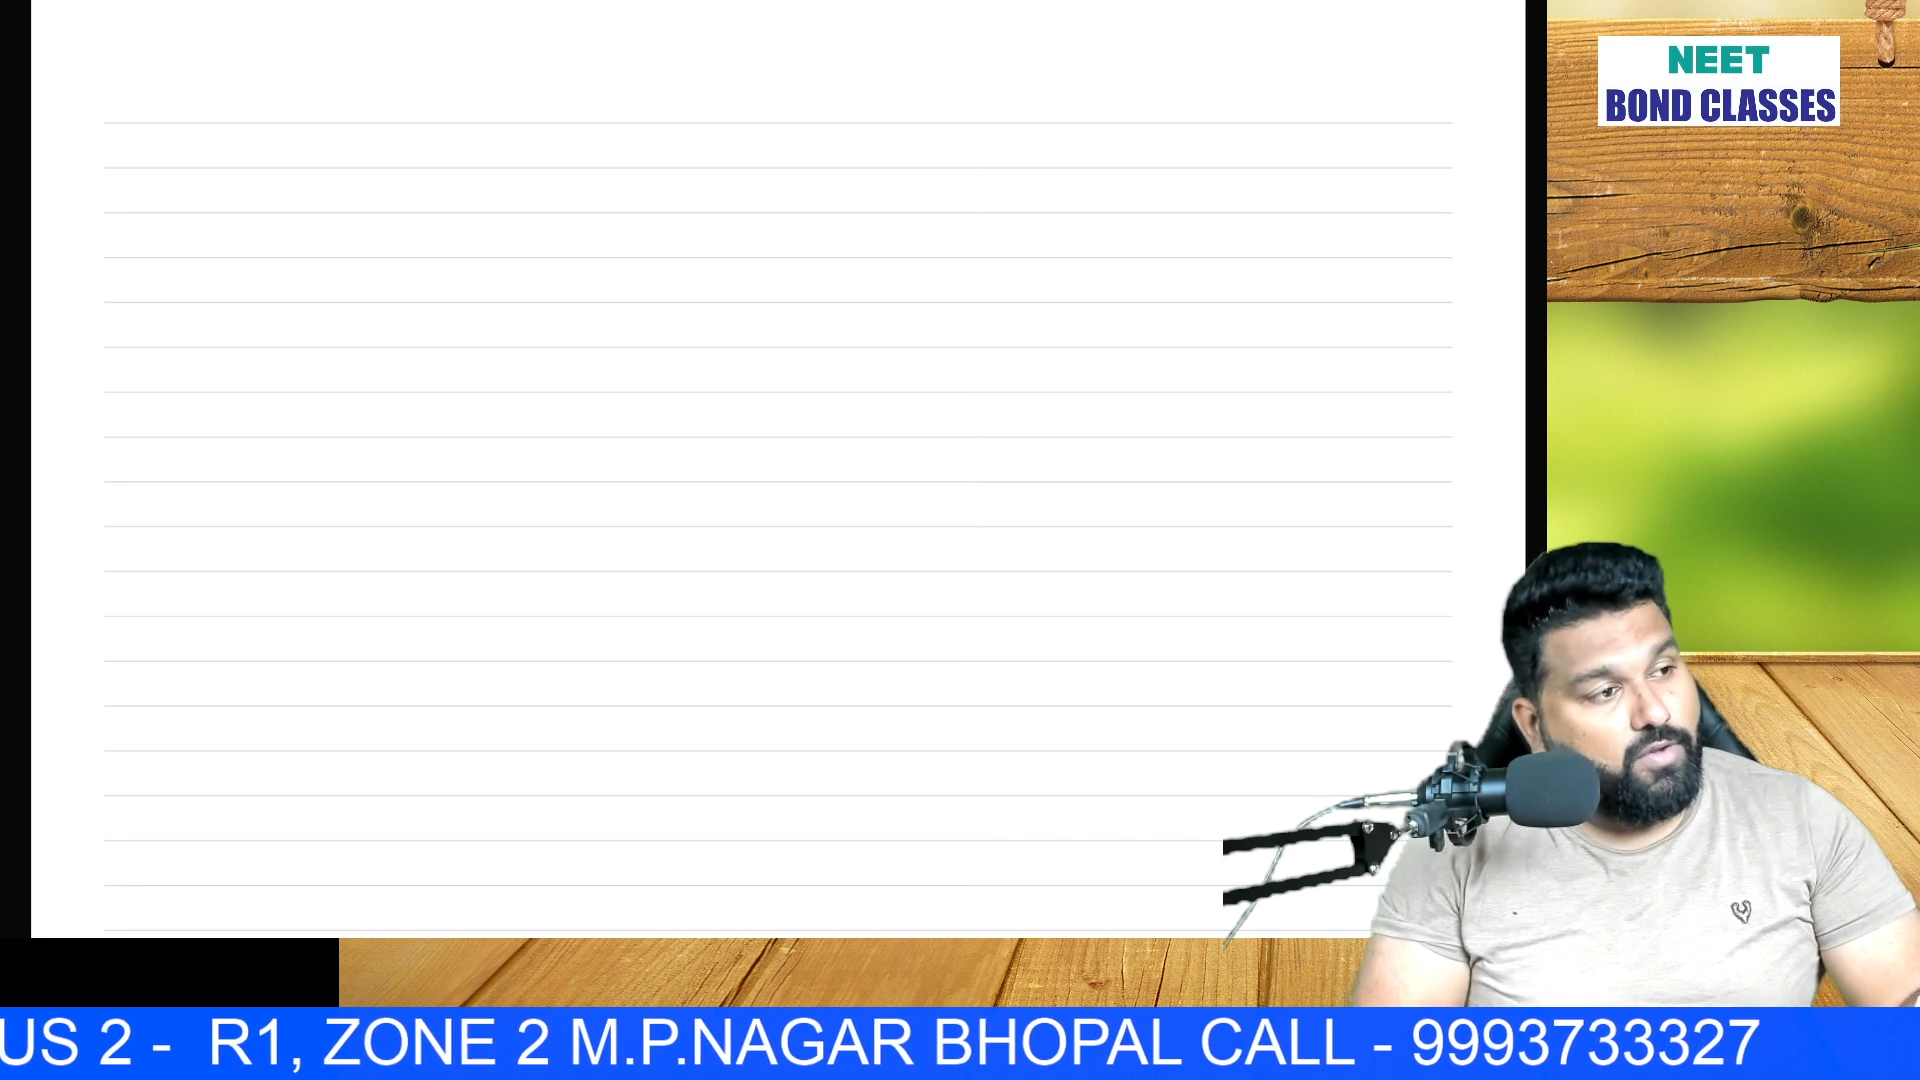 NEET
BOND CLASSES
US 2 - R1, ZONE 2 M.P.NAGAR BHOPAL CALL - 9993733327